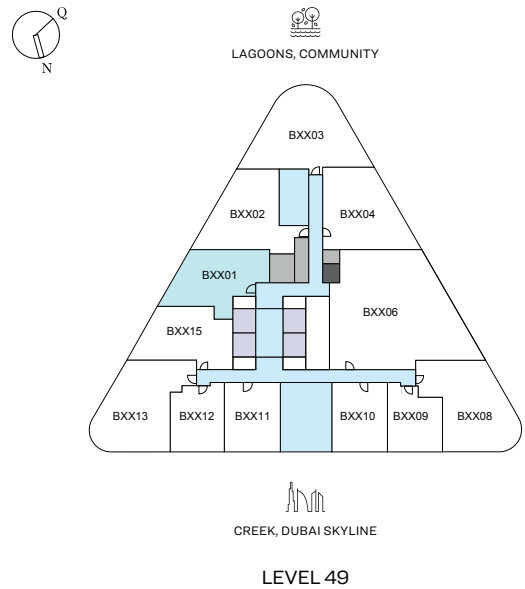 Q
N
LAGOONS, COMMUNITY
BXX03
BXX02
BXX04
BXX01
BXX06
BXX15
BXX13
BXX12
BXX11
BXX10
BXX09
BXX08
CREEK, DUBAI SKYLINE
LEVEL 49